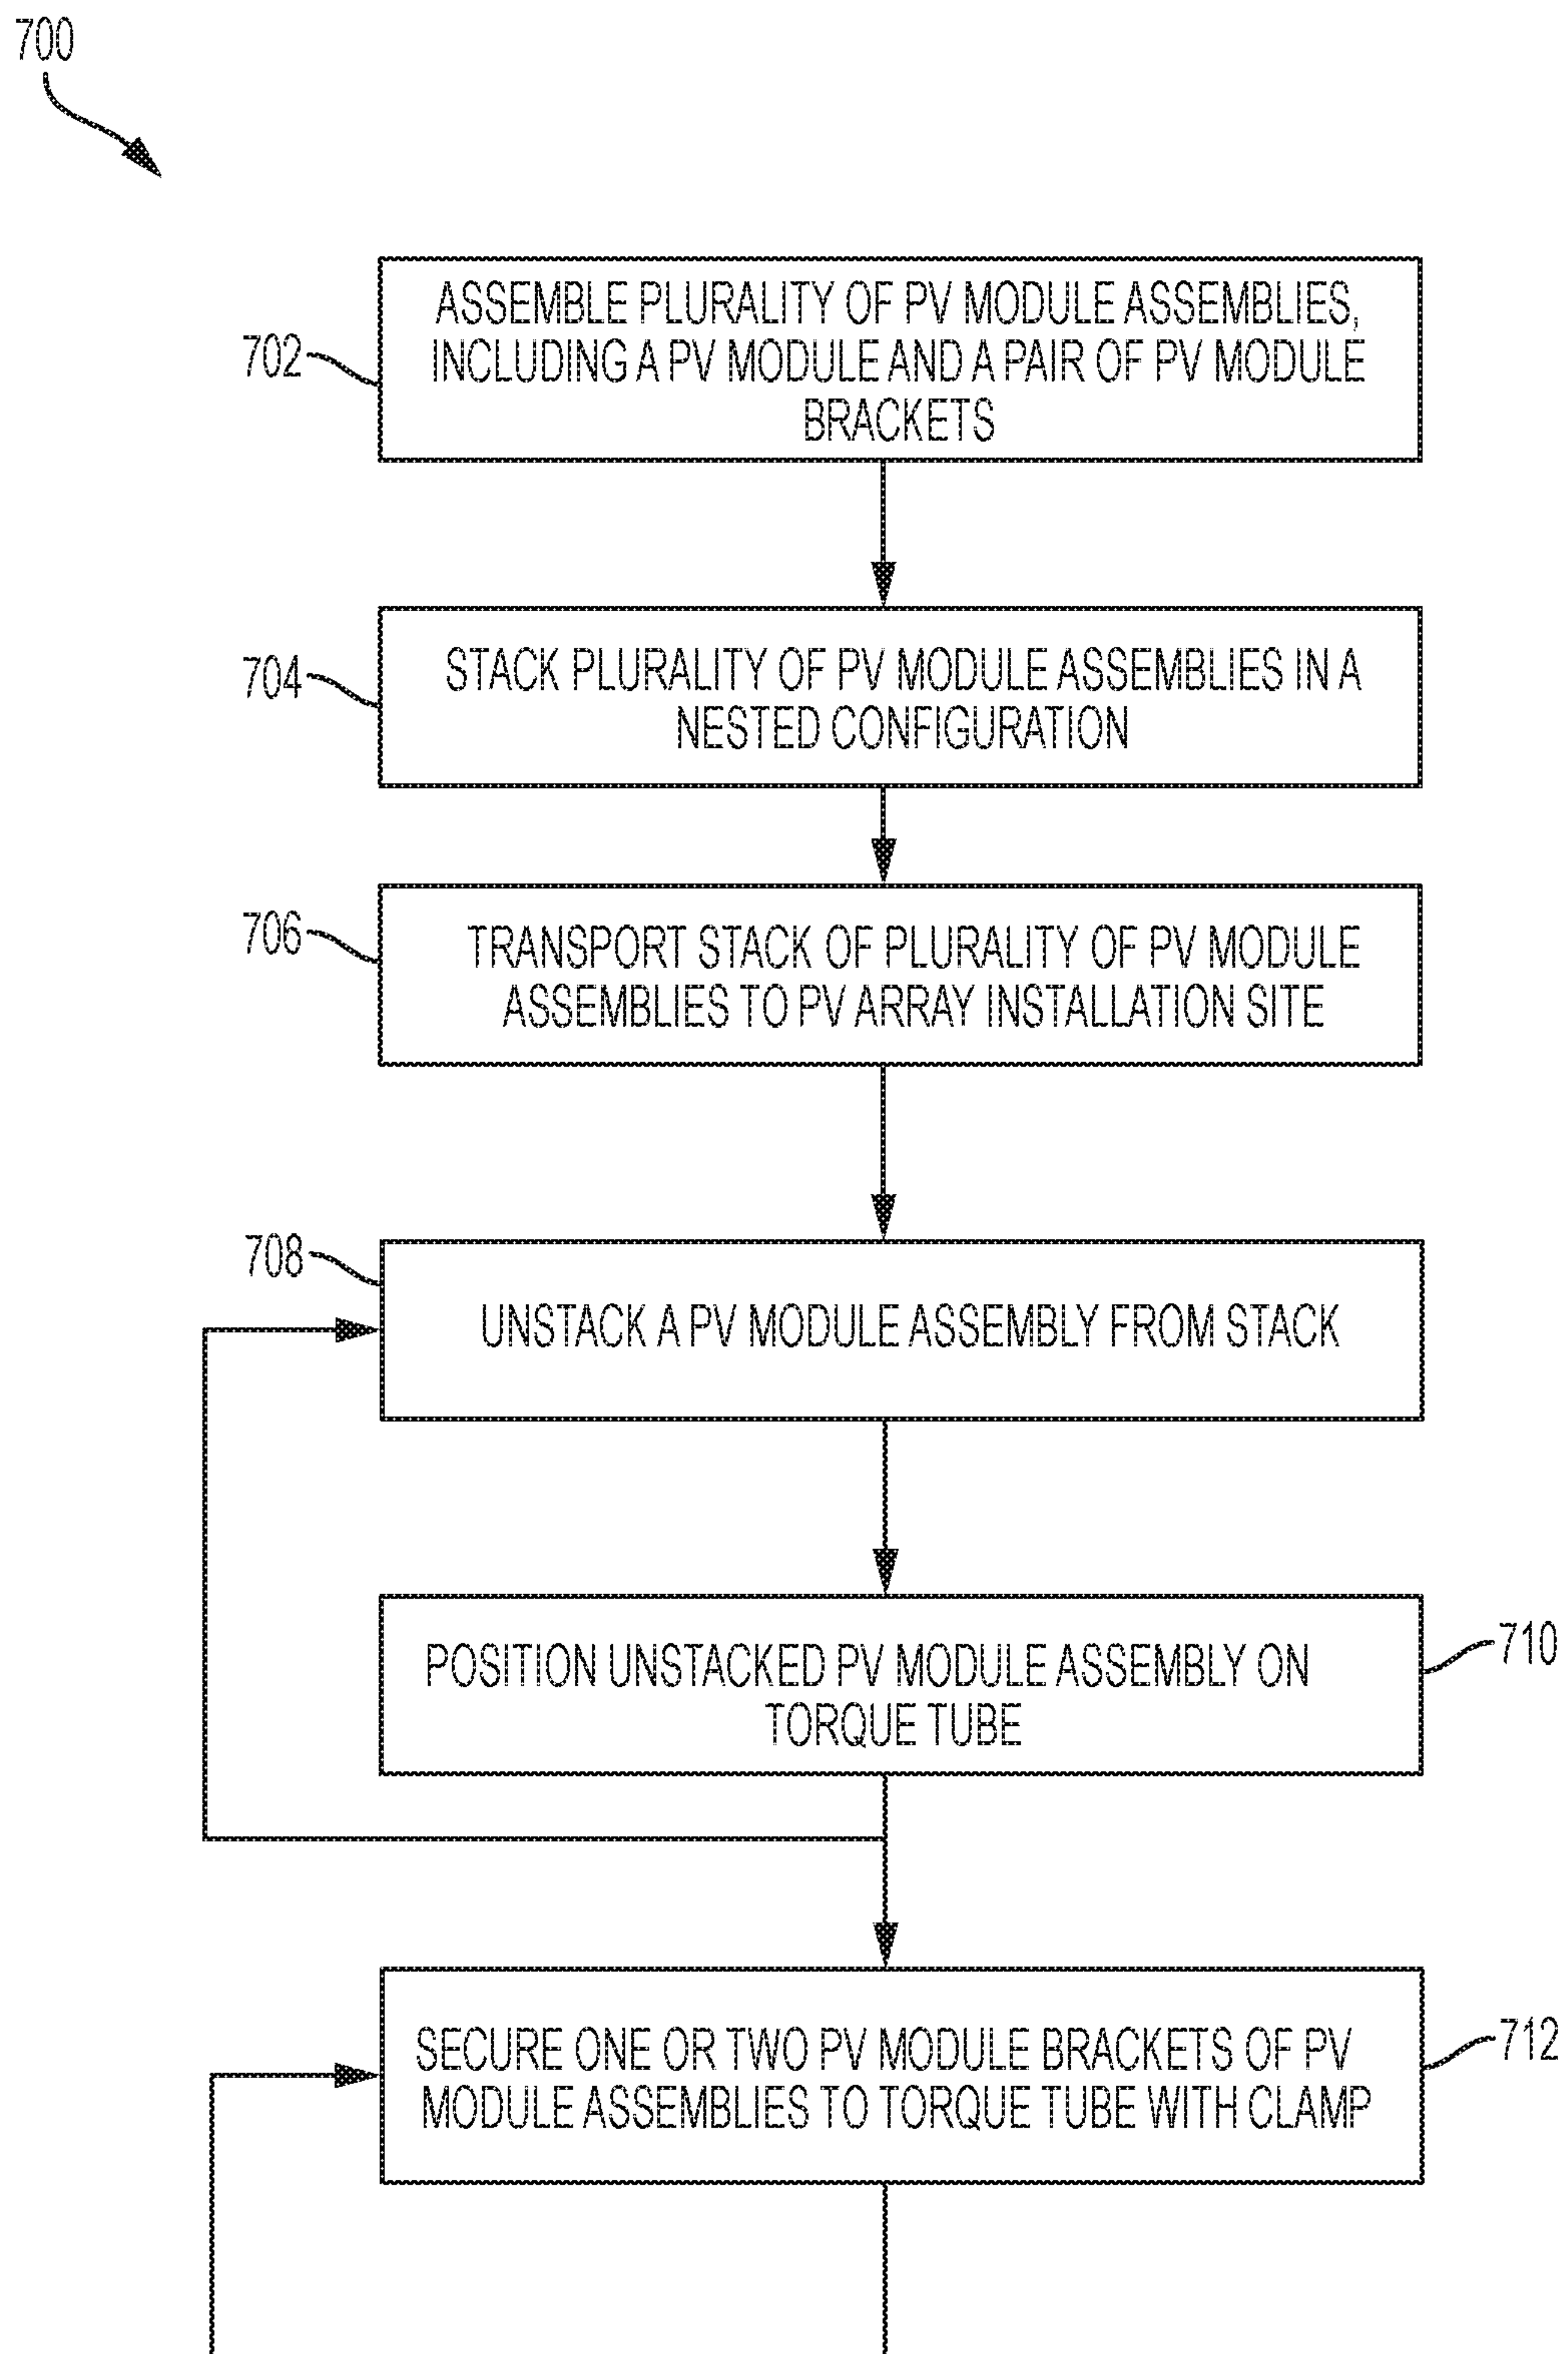 700
702
ASSEMBLE PLURALITY OF PV MODULE ASSEMBLIES,
INCLUDING A PV MODULE AND A PAIR OF PV MODULE
BRACKETS
704
STACK PLURALITY OF PV MODULE ASSEMBLIES IN A
NESTED CONFIGURATION
706
TRANSPORT STACK OF PLURALITY OF PV MODULE
ASSEMBLIES TO PV ARRAY INSTALLATION SITE
708
UNSTACK A PV MODULE ASSEMBLY FROM STACK
710
POSITION UNSTACKED PV MODULE ASSEMBLY ON
TORQUE TUBE
712
SECURE ONE OR TWO PV MODULE BRACKETS OF PV
MODULE ASSEMBLIES TO TORQUE TUBE WITH CLAMP